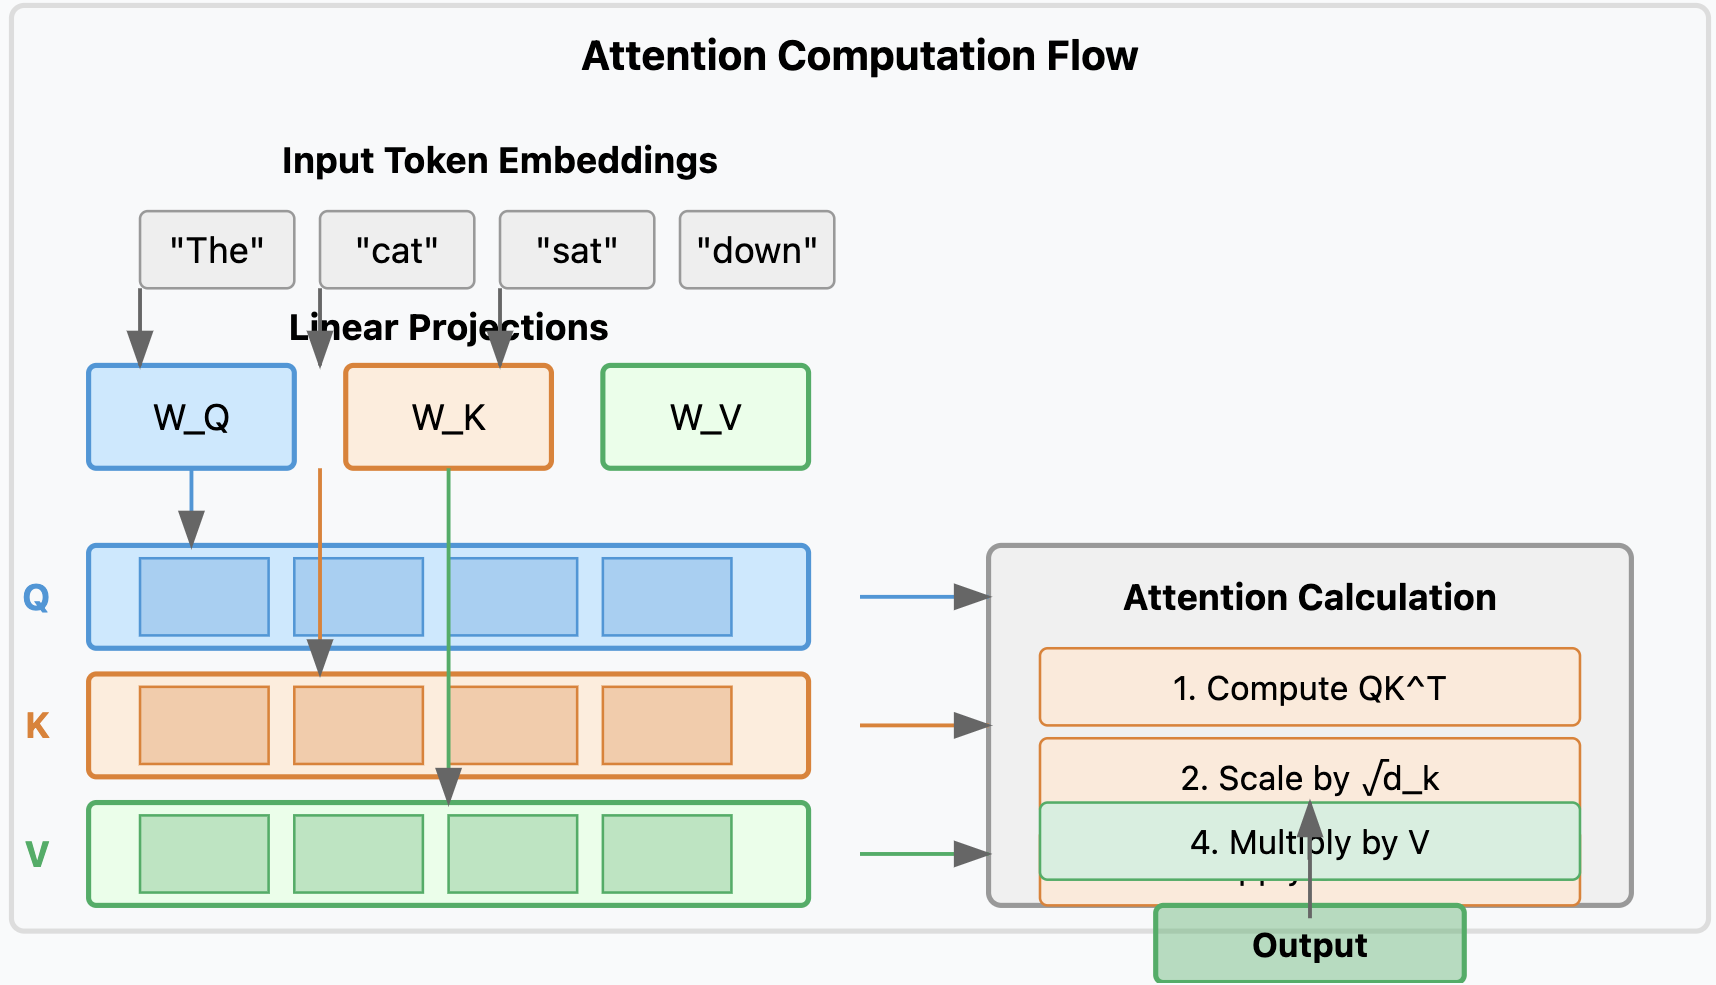 Attention Computation Flow
Input Token Embeddings
"The" "cat" "sat" "down"
Linear Projections
W_Q W_K W_V
Q
Attention Calculation
1. Compute QK^T
K
2. Scale by √d_k
4. Multiply by V
V
Output